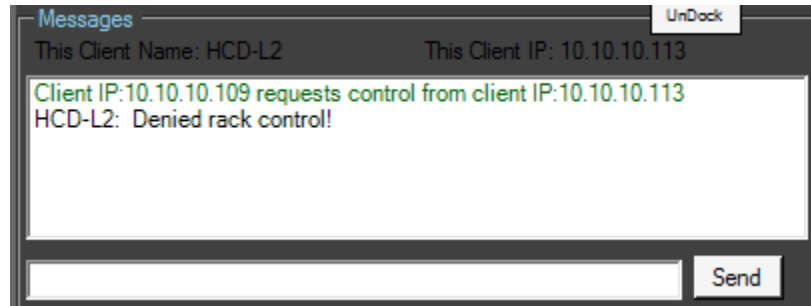 Messages
UnDock
This Client Name: HCD-L2 This Client IP: 10.10.10.113
Client IP:10.10.10.109 requests control from client IP:10.10.10.113
HCD-L2: Denied rack control!
Send